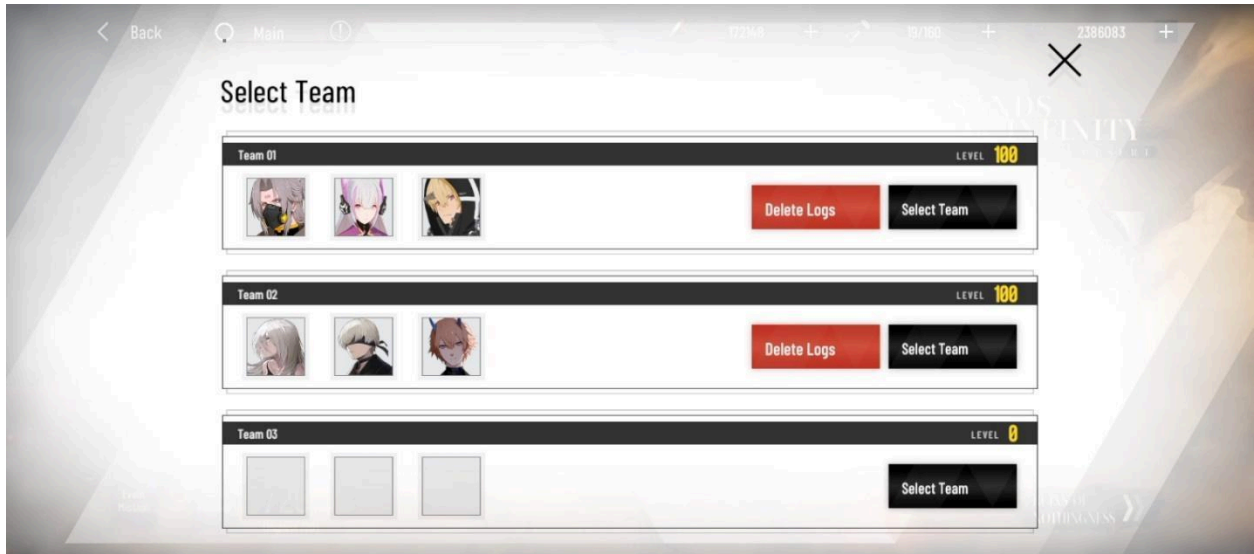 Back
Main
172168
19/160
2386083
Select Team
Team 01
LEVEL 100
Delete Logs
Select Team
Team 02
LEVEL 100
Delete Logs
Select Team
Team 03
LEVEL 0
Select Team